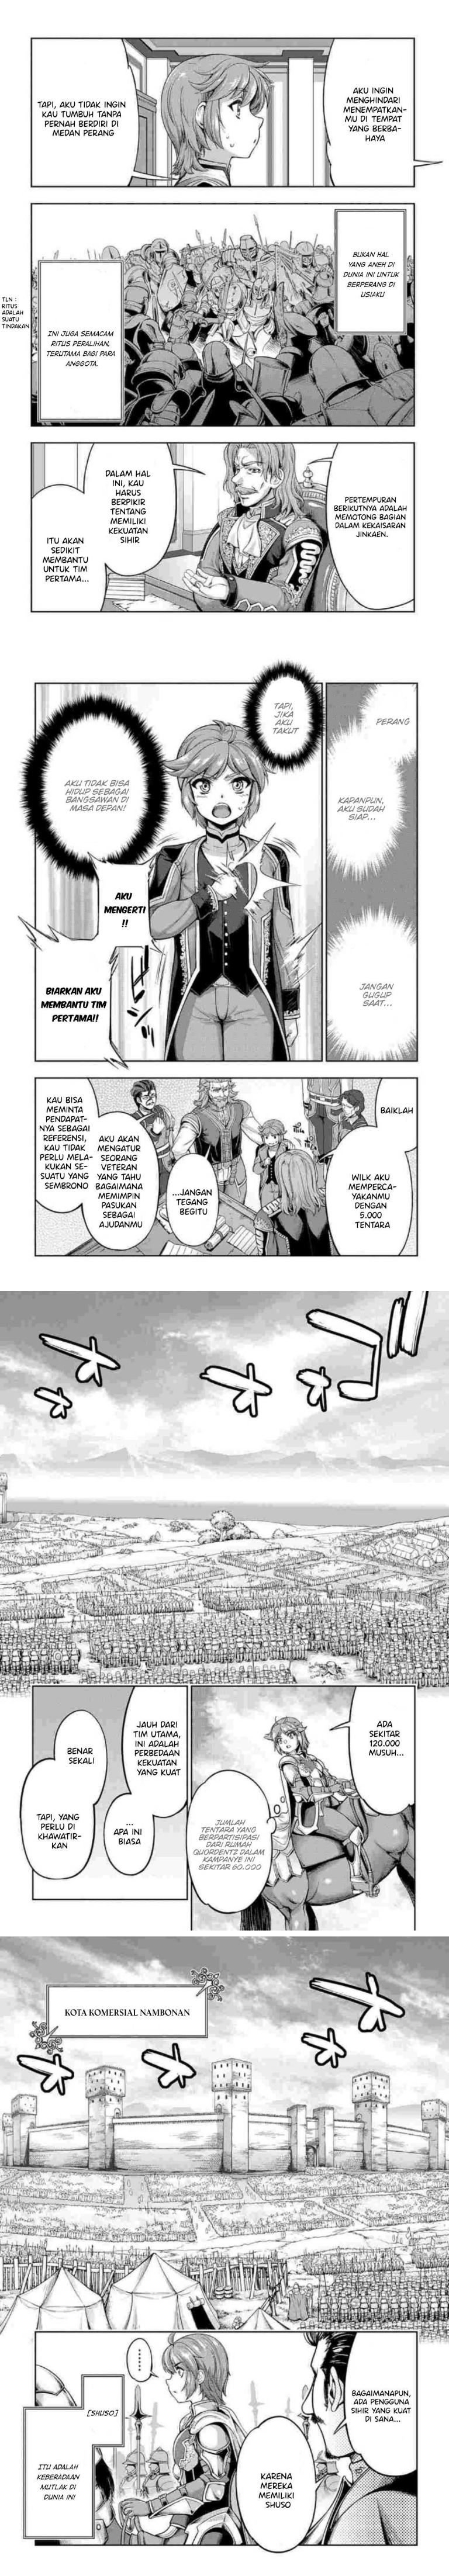 AKU INGIN
MENGHINDARI
MENEMPATKAN-
MU DI TEMPAT
YANG BERBA-
HAYA
TAPI, AKU TIDAK INGIN
KAU TUMBUH TANPA
PERNAH BERDIRI DI
MEDAN PERANG
BUKAN HAL
YANG ANEH DI
DUNIA INI UNTUK
BERPERANG DI
USIAKU
INI JUGA SEMACAM
RITUS PERALIHAN.
TERUTAMA BAGI PARA
ANGGOTA.
TLN :
RITUS
ADALAH
SUATU
TINDAKAN
PERTEMPURAN
BERIKUTNYA ADALAH
MEMOTONG BAGIAN
DALAM KEKAISARAN
JINKAEN.
DALAM HAL
INI, KAU
HARUS
BERPIKIR
TENTANG
MEMILIKI
KEKUATAN
SIHIR
ITU AKAN
SEDIKIT
MEMBANTU
UNTUK TIM
PERTAMA...
PERANG
KAPANPUN,
AKU SUDAH
SIAP...
JANGAN
GUGUP
SAAT...
TAPI,
JIKA
AKU
TAKUT
AKU TIDAK BISA
HIDUP SEBAGAI
BANGSAWAN DI
MASA DEPAN!
AKU
MENGERTI
!!
BIARKAN AKU
MEMBANTU TIM
PERTAMA!!
BAIKLAH
WILK AKU
MEMPERCA-
YAKANMU
DENGAN
5.000
TENTARA
...JANGAN
TEGANG
BEGITU
AKU AKAN
MENGATUR
SEORANG
VETERAN
YANG TAHU
BAGAIMANA
MEMIMPIN
PASUKAN
SEBAGAI
AJUDANMU
KAU BISA
MEMINTA
PENDAPAT-
NYA SEBAGAI
REFERENSI,
KAU TIDAK
PERLU MELA-
KUKAN SE-
SUATU YANG
SEMBRONO
ADA
SEKITAR
120.000
MUSUH...
JUMLAH
TENTARA YANG
BERPARTISIPASI
DARI RUMAH
QUORDENTZ DALAM
KAMPANYE INI
SEKITAR 60.000
JAUH DARI
TIM UTAMA,
INI ADALAH
PERBEDAAN
KEKUATAN
YANG KUAT
...
APA INI
BIASA
BENAR
SEKALI
TAPI, YANG
PERLU DI
KHAWATIR-
KAN
KOTA KOMERSIAL NAMBONAN
BAGAIMANAPUN,
ADA PENGGUNA
SIHIR YANG KUAT
DI SANA...
KARENA
MEREKA
MEMILIKI
SHUSO
[SHUSO]
ITU ADALAH
KEBERADAAN
MUTLAK DI
DUNIA INI